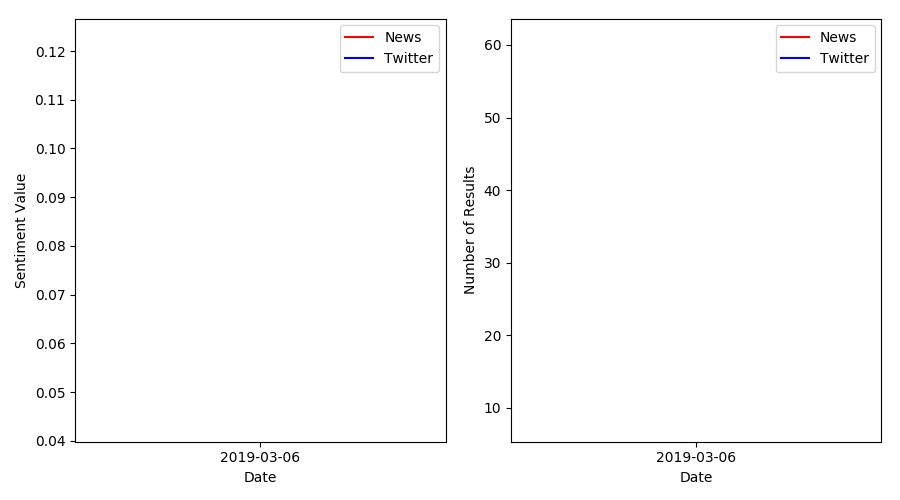 0.12
0.11
0.10
0.09
0.08
0.07
0.06
0.05
0.04
Sentiment Value
News
Twitter
2019-03-06
Date
60
50
40
30
20
10
Number of Results
News
Twitter
2019-03-06
Date